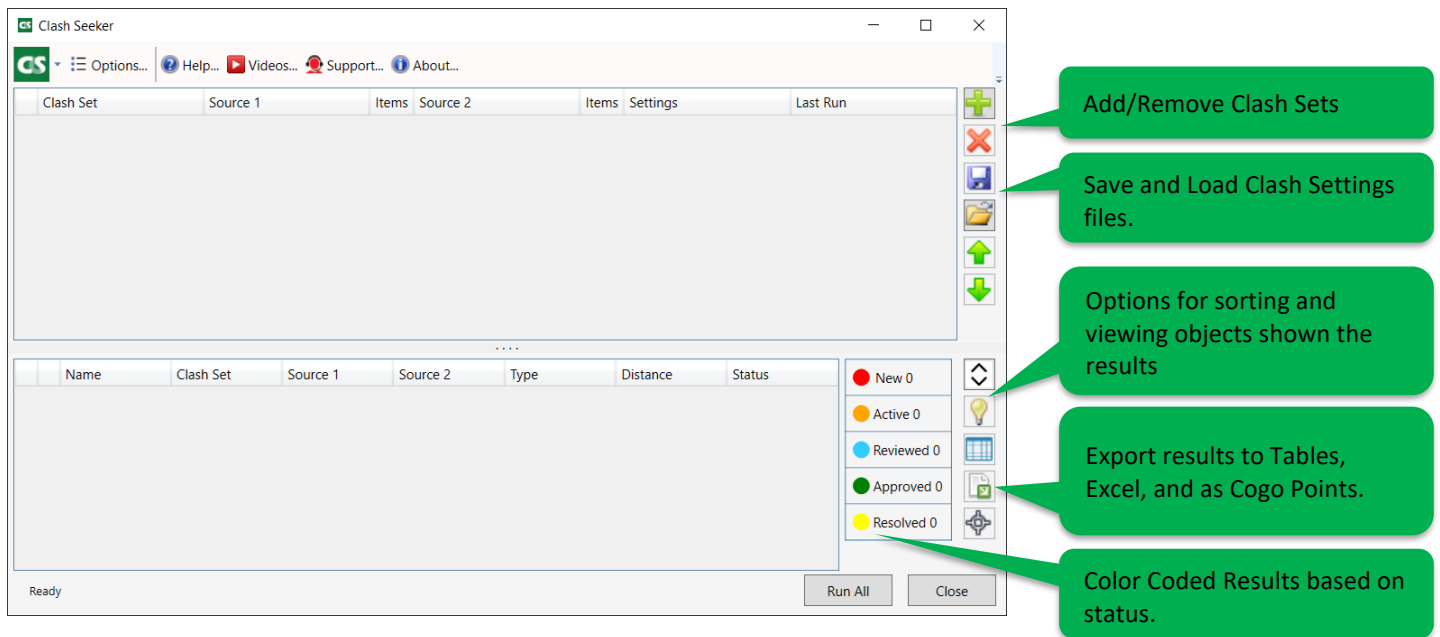 CS Clash Seeker
CS Options... Help... Videos... Support... About...
Clash Set Source 1 Items Source 2 Items Settings Last Run
Add/Remove Clash Sets
Save and Load Clash Settings
files.
Options for sorting and
viewing objects shown the
results
Name Clash Set Source 1 Source 2 Type Distance Status
New 0
Active 0
Reviewed 0
Approved 0
Resolved 0
Export results to Tables,
Excel, and as Cogo Points.
Color Coded Results based on
status.
Ready Run All Close